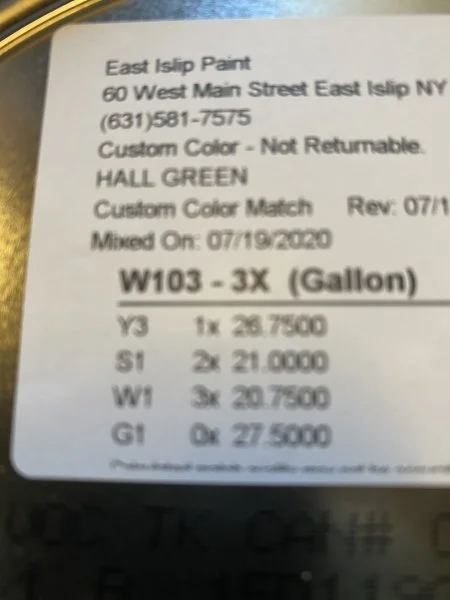 East Islip Paint
60 West Main Street East Islip NY
(631)581-7575
Custom Color - Not Returnable.
HALL GREEN
Custom Color Match Rev: 07/1
Mixed On: 07/19/2020
W103 - 3X (Gallon)
Y3 1x 26.7500
S1 2x 21.0000
W1 3x 20.7500
G1 0x 27.5000
TK CAN#